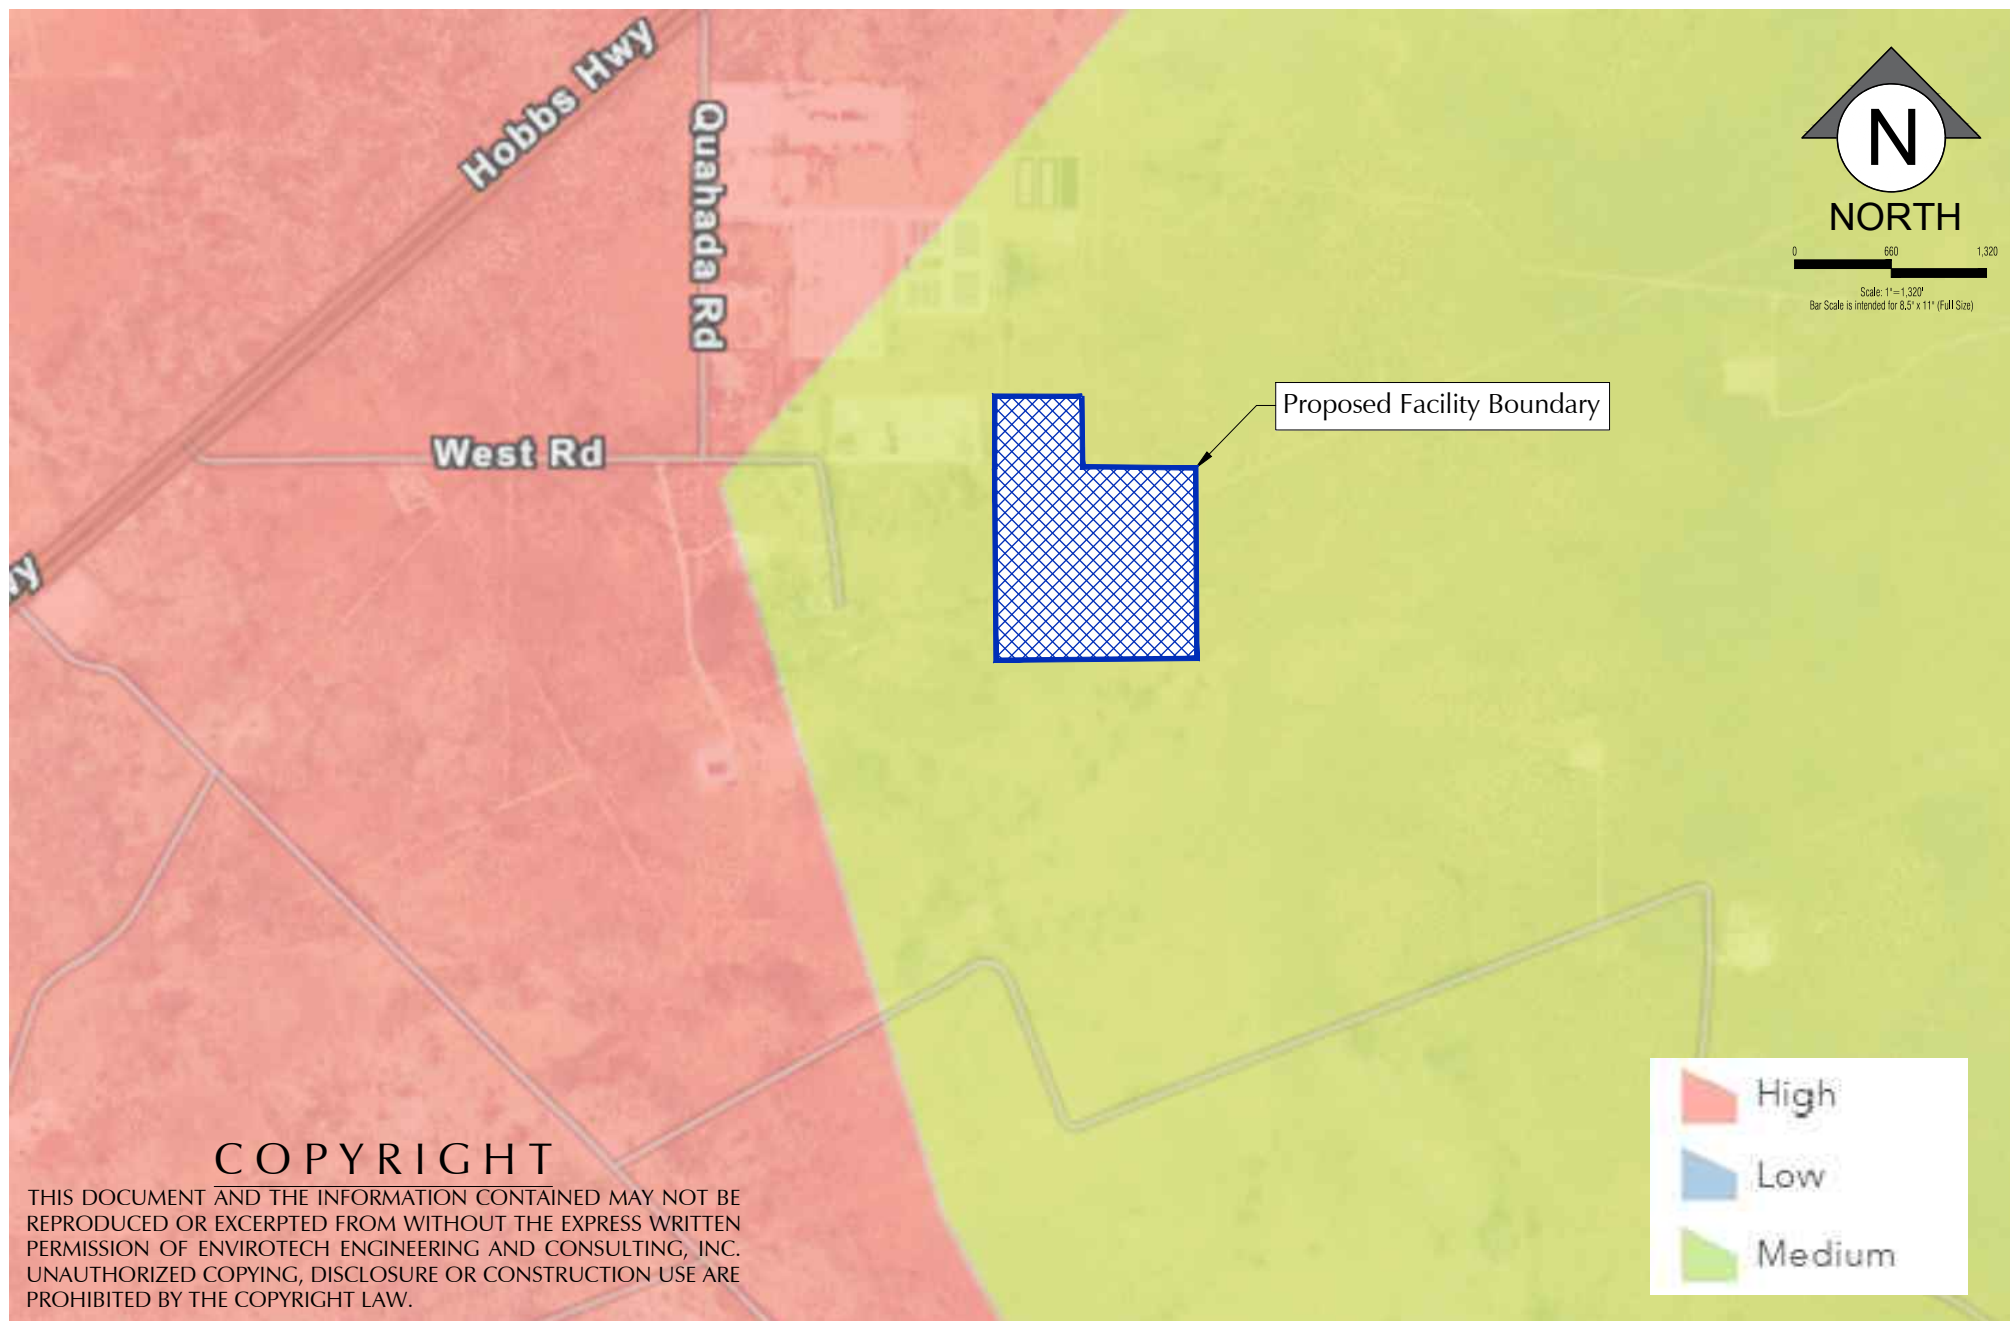 Hobbs Hwy
Quahada Rd
N
NORTH
0 660 1,320
Scale: 1"=1,320'
Bar Scale is intended for 8.5" x 11" (Full Size)
Proposed Facility Boundary
West Rd
wy
High
Low
Medium
COPYRIGHT
THIS DOCUMENT AND THE INFORMATION CONTAINED MAY NOT BE
REPRODUCED OR EXCERPTED FROM WITHOUT THE EXPRESS WRITTEN
PERMISSION OF ENVIROTECH ENGINEERING AND CONSULTING, INC.
UNAUTHORIZED COPYING, DISCLOSURE OR CONSTRUCTION USE ARE
PROHIBITED BY THE COPYRIGHT LAW.